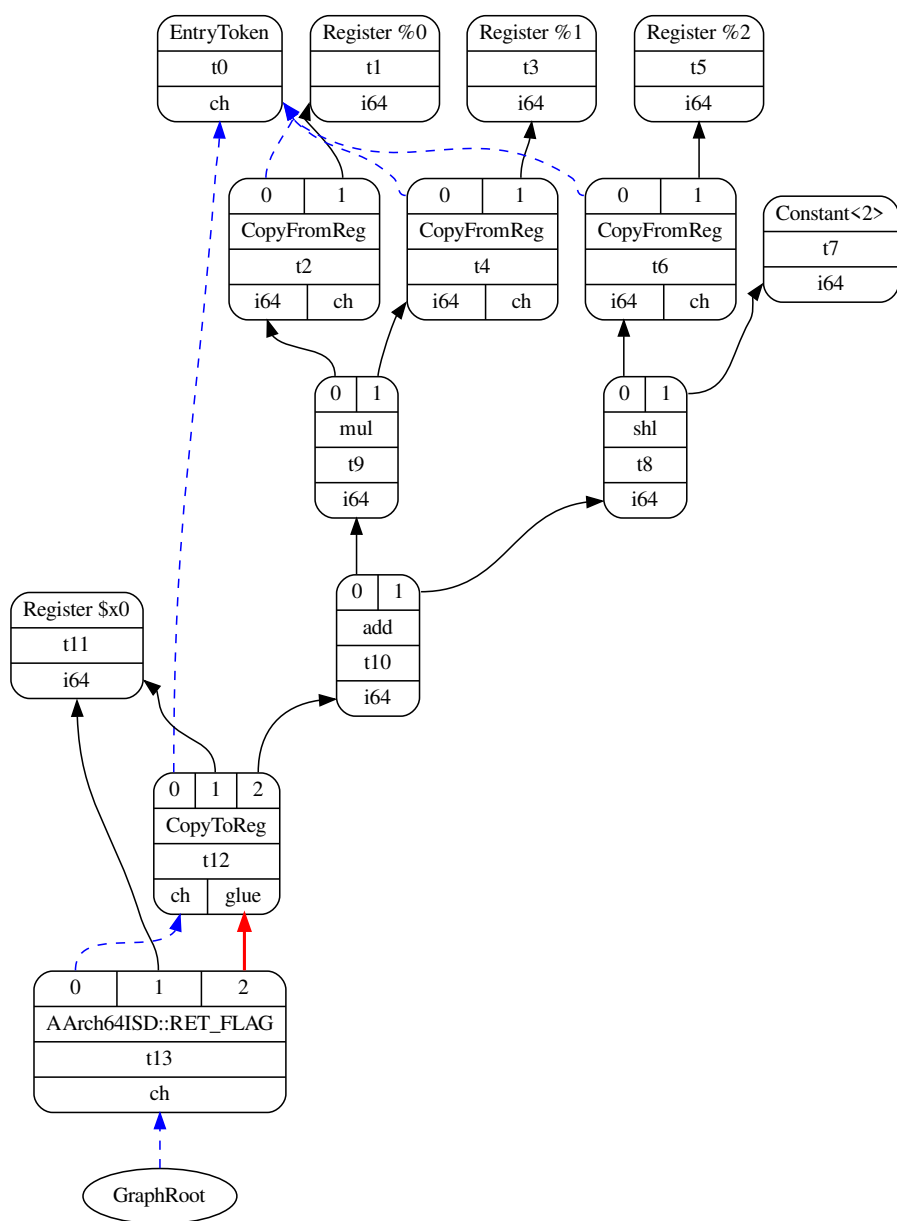 EntryToken
t0
ch
Register %0
t1
i64
Register %1
t3
i64
Register %2
t5
i64
0 1
CopyFromReg
t2
i64 ch
0 1
CopyFromReg
t4
i64 ch
0 1
CopyFromReg
t6
i64 ch
Constant<2>
t7
i64
0 1
mul
t9
i64
0 1
shl
t8
i64
0 1
add
t10
i64
Register $x0
t11
i64
0 1 2
CopyToReg
t12
ch glue
0 1 2
AArch64ISD::RET_FLAG
t13
ch
GraphRoot